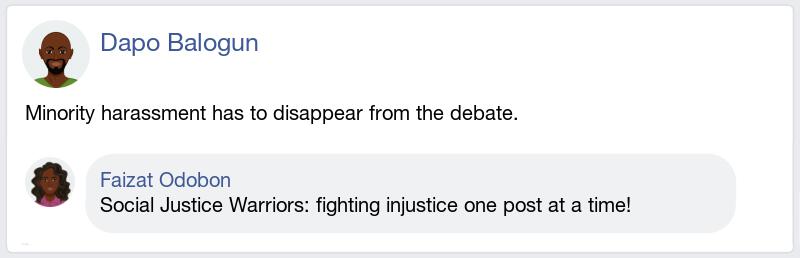 Dapo Balogun
Minority harassment has to disappear from the debate.
Faizat Odobon
Social Justice Warriors: fighting injustice one post at a time!